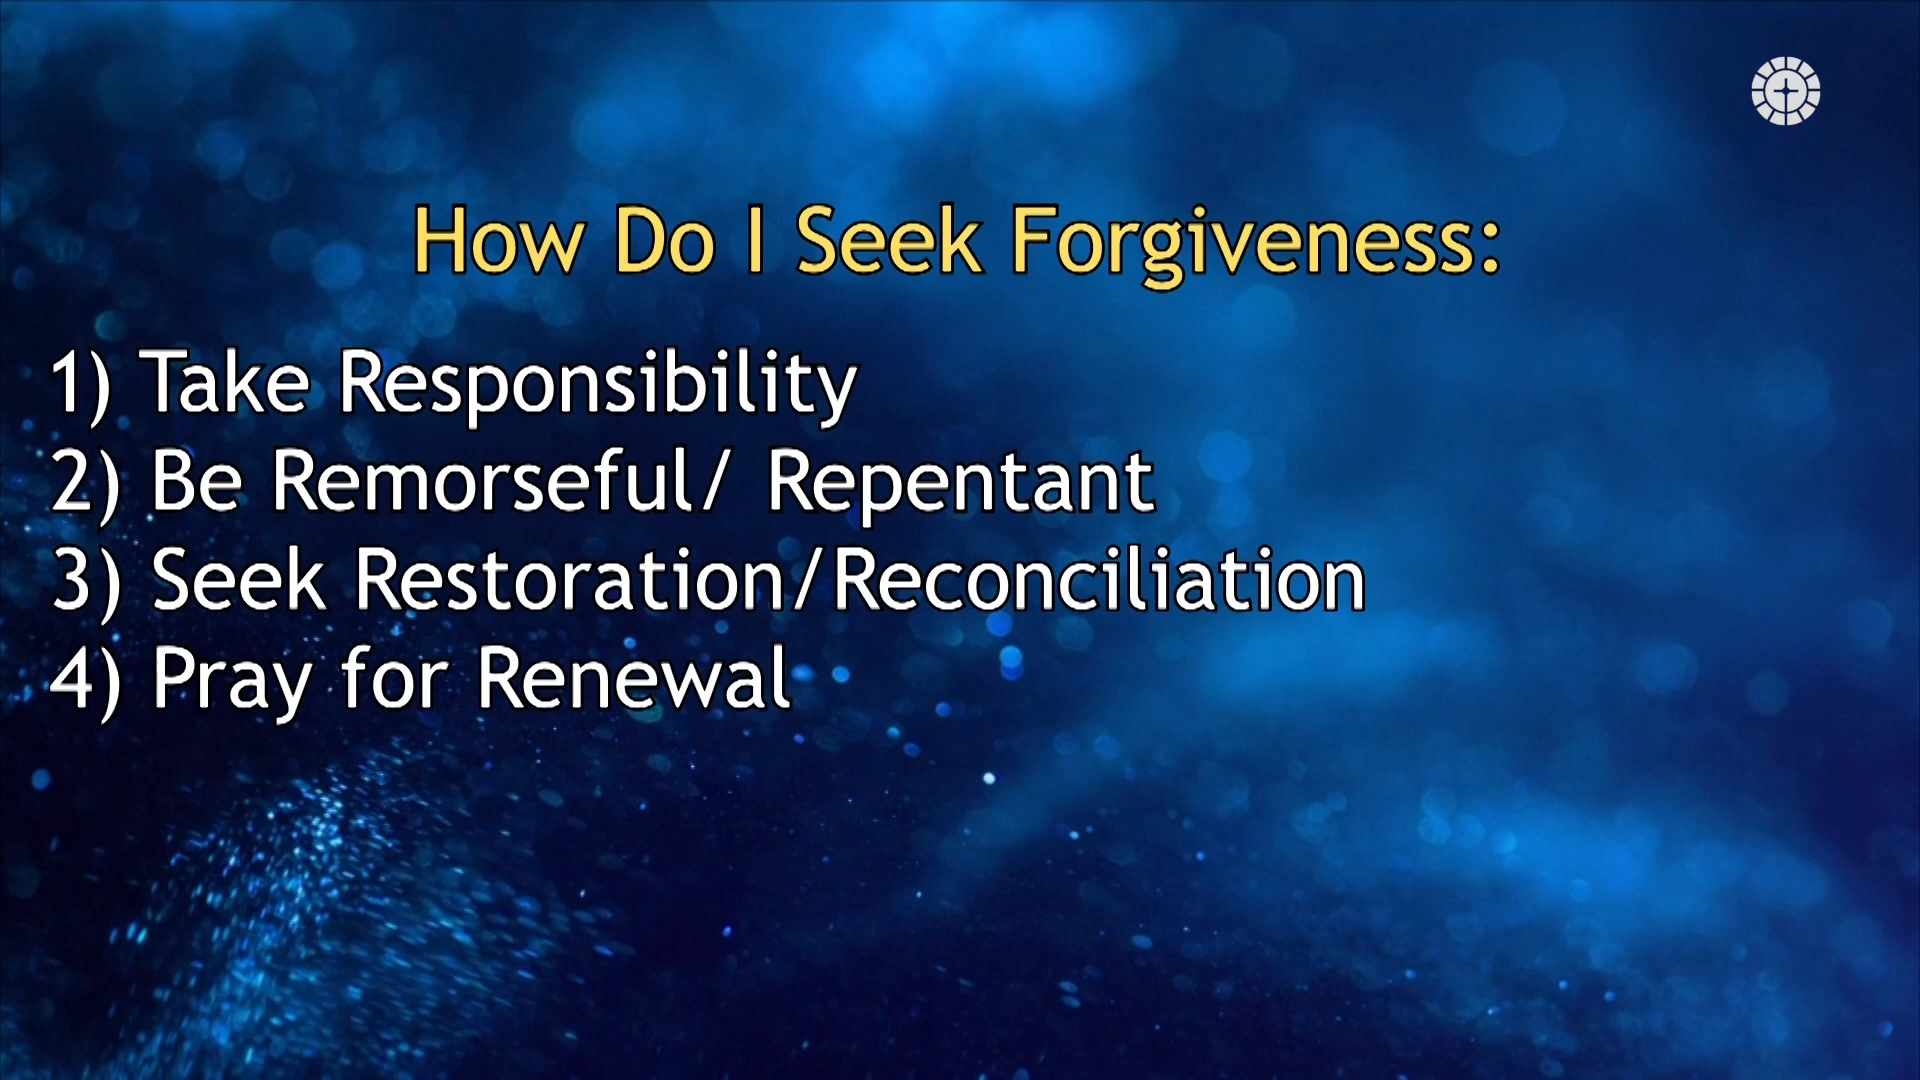 How Do I Seek Forgiveness:
1) Take Responsibility
2) Be Remorseful/ Repentant
3) Seek Restoration/Reconciliation
4) Pray for Renewal